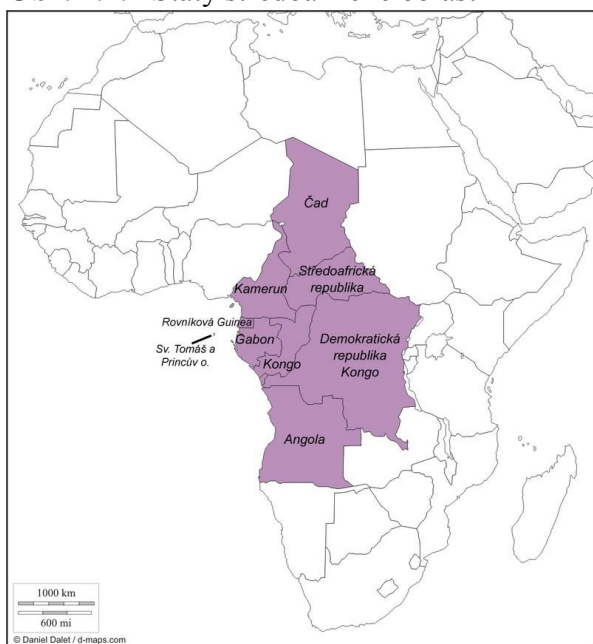 Čad
Středoafrická
republika
Kamerun
Rovníková Guinea
Gabon
Sv. Tomáš a
Princův o.
Kongo
Demokratická
republika
Kongo
Angola
1000 km
600 mi
© Daniel Dalet / d-maps.com